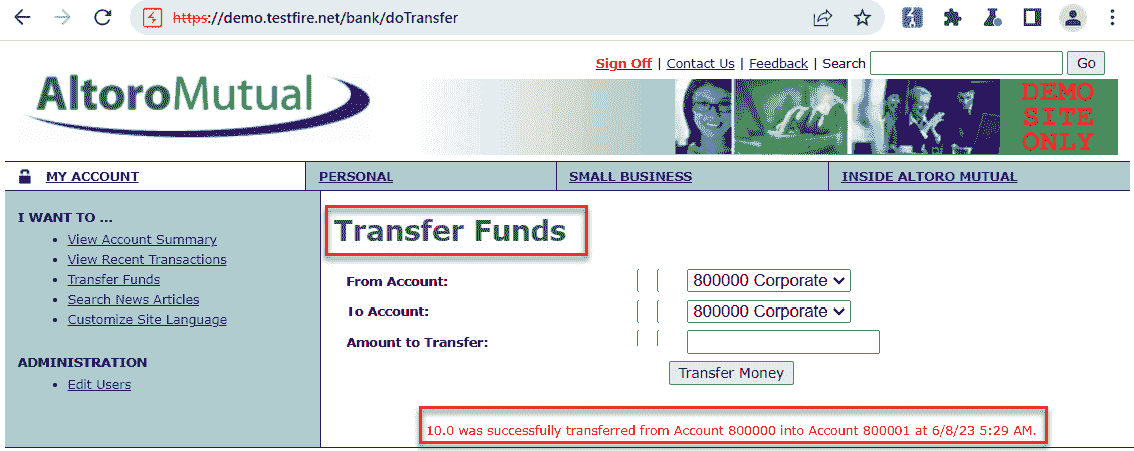 https://demo.testfire.net/bank/doTransfer
Sign Off | Contact Us | Feedback | Search Go
AltoroMutual
DEMO
SITE
ONLY
MY ACCOUNT PERSONAL SMALL BUSINESS INSIDE ALTORO MUTUAL
I WANT TO ...
• View Account Summary
• View Recent Transactions
• Transfer Funds
• Search News Articles
• Customize Site Language
ADMINISTRATION
• Edit Users
Transfer Funds
From Account: 800000 Corporate
To Account: 800000 Corporate
Amount to Transfer:
Transfer Money
10.0 was successfully transferred from Account 800000 into Account 800001 at 6/8/23 5:29 AM.